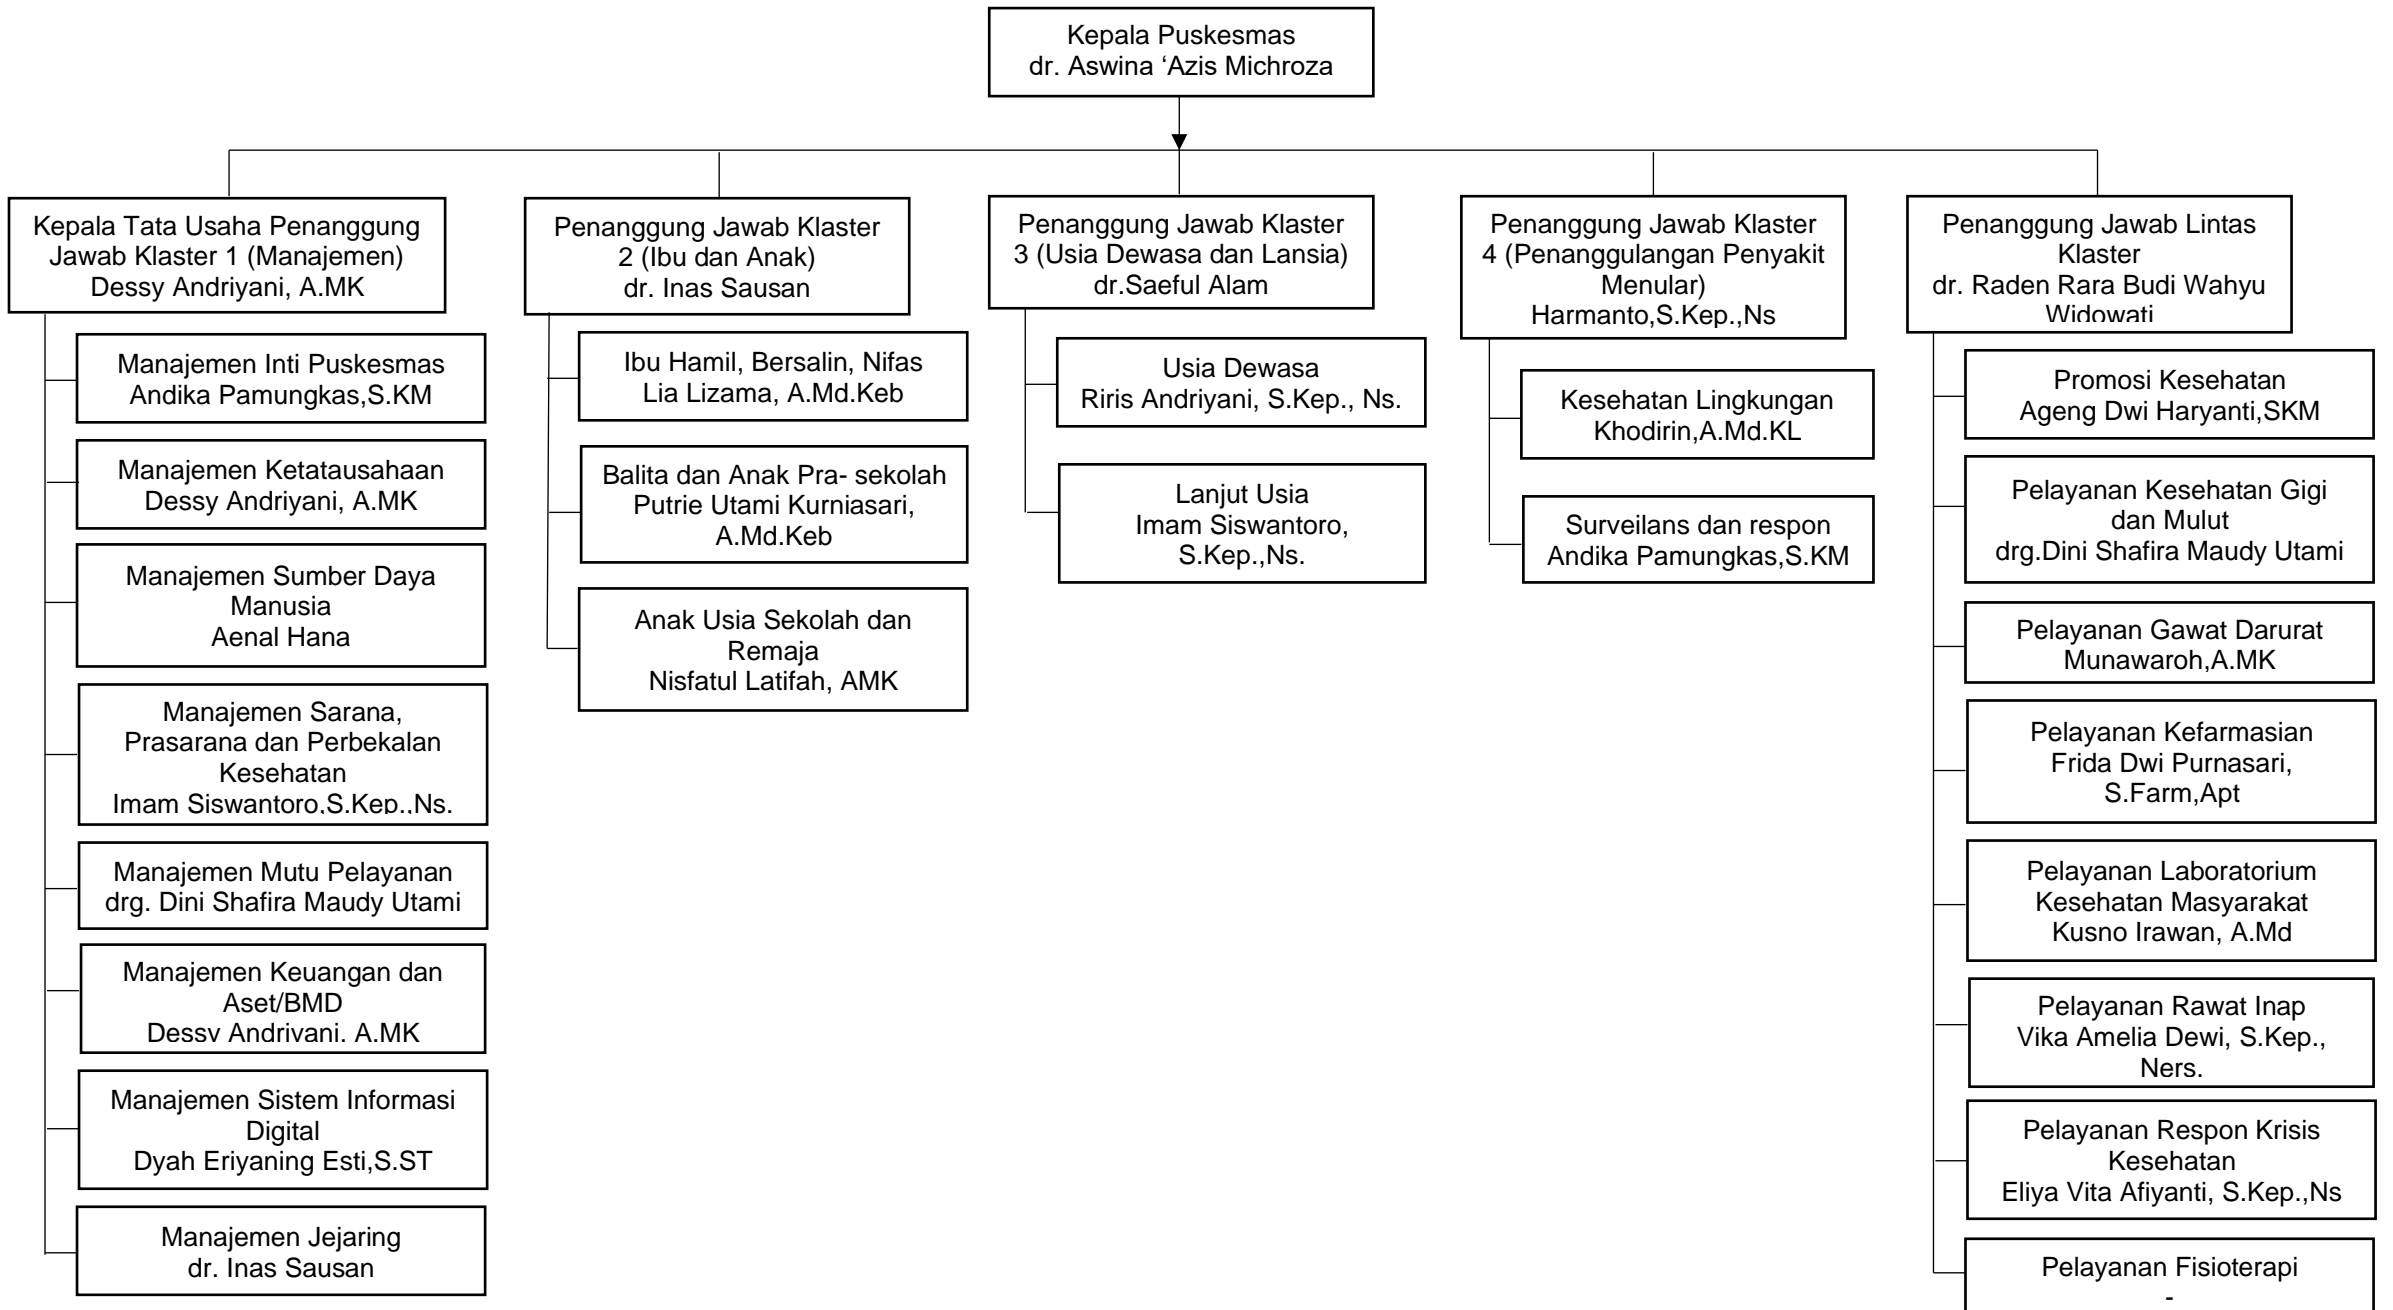 Kepala Puskesmas
dr. Aswina ‘Azis Michroza
Kepala Tata Usaha Penanggung
Jawab Klaster 1 (Manajemen)
Dessy Andriyani, A.MK
Manajemen Inti Puskesmas
Andika Pamungkas,S.KM
Manajemen Ketatausahaan
Dessy Andriyani, A.MK
Manajemen Sumber Daya
Manusia
Aenal Hana
Manajemen Sarana,
Prasarana dan Perbekalan
Kesehatan
Imam Siswantoro,S.Kep.,Ns.
Manajemen Mutu Pelayanan
drg. Dini Shafira Maudy Utami
Manajemen Keuangan dan
Aset/BMD
Dessy Andriyani. A.MK
Manajemen Sistem Informasi
Digital
Dyah Eriyaning Esti,S.ST
Manajemen Jejaring
dr. Inas Sausan
Penanggung Jawab Klaster
2 (Ibu dan Anak)
dr. Inas Sausan
Ibu Hamil, Bersalin, Nifas
Lia Lizama, A.Md.Keb
Balita dan Anak Pra- sekolah
Putrie Utami Kurniasari,
A.Md.Keb
Anak Usia Sekolah dan
Remaja
Nisfatul Latifah, AMK
Penanggung Jawab Klaster
3 (Usia Dewasa dan Lansia)
dr.Saeful Alam
Usia Dewasa
Riris Andriyani, S.Kep., Ns.
Lanjut Usia
Imam Siswantoro,
S.Kep.,Ns.
Penanggung Jawab Klaster
4 (Penanggulangan Penyakit
Menular)
Harmanto,S.Kep.,Ns
Kesehatan Lingkungan
Khodirin,A.Md.KL
Surveilans dan respon
Andika Pamungkas,S.KM
Penanggung Jawab Lintas
Klaster
dr. Raden Rara Budi Wahyu
Widowati
Promosi Kesehatan
Ageng Dwi Haryanti,SKM
Pelayanan Kesehatan Gigi
dan Mulut
drg.Dini Shafira Maudy Utami
Pelayanan Gawat Darurat
Munawaroh,A.MK
Pelayanan Kefarmasian
Frida Dwi Purnasari,
S.Farm,Apt
Pelayanan Laboratorium
Kesehatan Masyarakat
Kusno Irawan, A.Md
Pelayanan Rawat Inap
Vika Amelia Dewi, S.Kep.,
Ners.
Pelayanan Respon Krisis
Kesehatan
Eliya Vita Afiyanti, S.Kep.,Ns
Pelayanan Fisioterapi
-